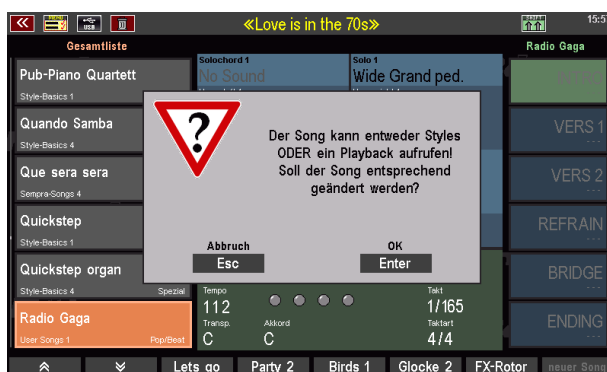 MENU
USB
«Love is in the 70s»
SHIFT
15:5
Gesamtliste
Radio Gaga
Pub-Piano Quartett
Style-Basics 1
Quando Samba
Style-Basics 4
Que sera sera
Sempra-Songs 4
Quickstep
Style-Basics 1
Quickstep organ
Style-Basics 4 Spezial
Radio Gaga
User Songs 1 Pop/Beat
Solochord 1
No Sound
Solo 1
Wide Grand ped.
?
Der Song kann entweder Styles
ODER ein Playback aufrufen!
Soll der Song entsprechend
geändert werden?
Abbruch
Esc
OK
Enter
Tempo
112
Takt
1/165
Transp.
C
Akkord
C
Taktart
4/4
INTRO
VERS 1
---
VERS 2
---
REFRAIN
BRIDGE
---
ENDING
---
Lets go
Party 2
Birds 1
Glocke 2
FX-Rotor
neuer Song